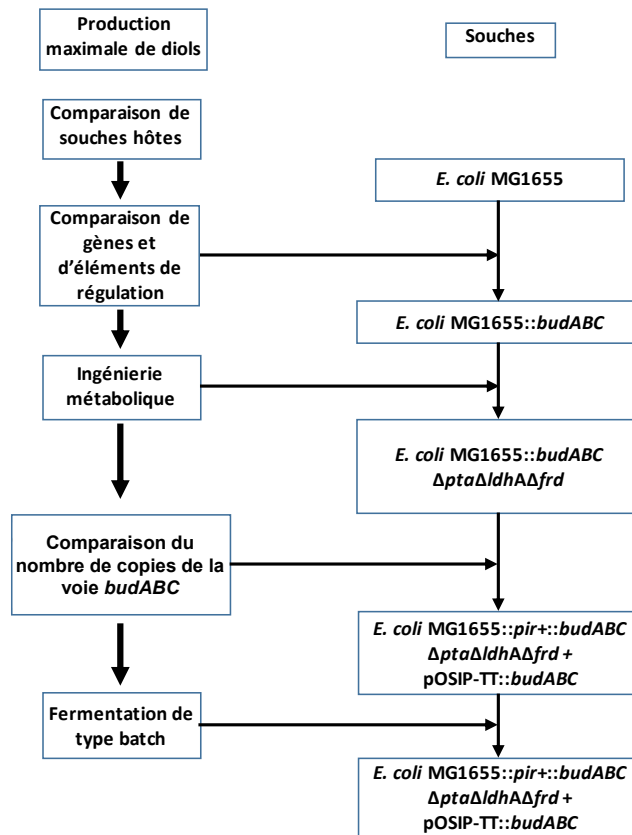 Production
maximale de diols
Souches
Comparaison de
souches hôtes
E. coli MG1655
Comparaison de
gènes et
d'éléments de
régulation
E. coli MG1655::budABC
Ingénierie
métabolique
E. coli MG1655::budABC
ΔptaΔldhAΔfrd
Comparaison du
nombre de copies de la
voie budABC
E. coli MG1655::pir+::budABC
ΔptaΔldhAΔfrd +
pOSIP-TT::budABC
Fermentation de
type batch
E. coli MG1655::pir+::budABC
ΔptaΔldhAΔfrd +
pOSIP-TT::budABC